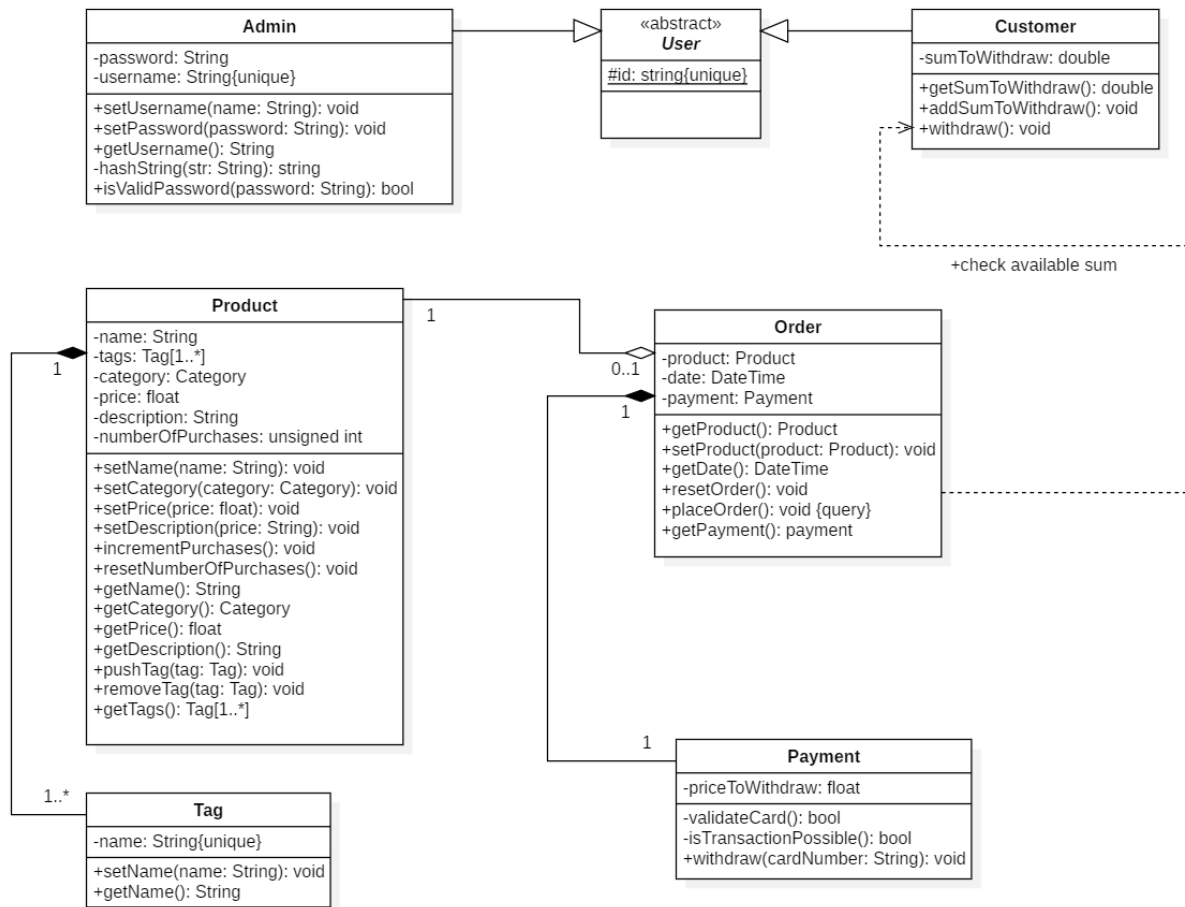 Admin
-password: String
-username: String{unique}
+setUsername(name: String): void
+setPassword(password: String): void
+getUsername(): String
-hashString(str: String): string
+isValidPassword(password: String): bool
«abstract»
User
#id: string{unique}
Customer
-sumToWithdraw: double
+getSumToWithdraw(): double
+addSumToWithdraw(): void
+withdraw(): void
+check available sum
Product
-name: String
-tags: Tag[1..*]
-category: Category
-price: float
-description: String
-numberOfPurchases: unsigned int
+setName(name: String): void
+setCategory(category: Category): void
+setPrice(price: float): void
+setDescription(price: String): void
+incrementPurchases(): void
+resetNumberOfPurchases(): void
+getName(): String
+getCategory(): Category
+getPrice(): float
+getDescription(): String
+pushTag(tag: Tag): void
+removeTag(tag: Tag): void
+getTags(): Tag[1..*]
1
1
0..1
1
Order
-product: Product
-date: DateTime
-payment: Payment
+getProduct(): Product
+setProduct(product: Product): void
+getDate(): DateTime
+resetOrder(): void
+placeOrder(): void {query}
+getPayment(): payment
1
Payment
-priceToWithdraw: float
-validateCard(): bool
-isTransactionPossible(): bool
+withdraw(cardNumber: String): void
1..*
Tag
-name: String{unique}
+setName(name: String): void
+getName(): String